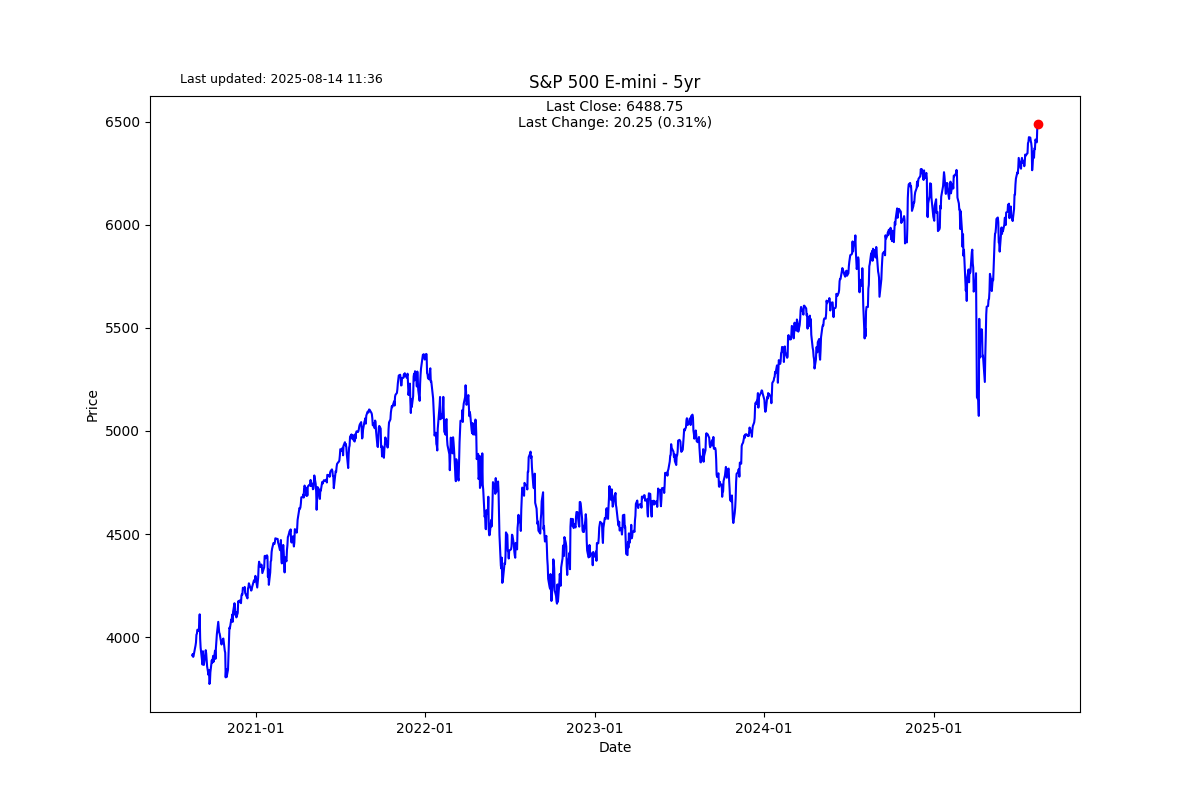 Last updated: 2025-08-14 11:36
S&P 500 E-mini - 5yr
Last Close: 6488.75
Last Change: 20.25 (0.31%)
6500
6000
5500
5000
4500
4000
Price
2021-01
2022-01
2023-01
2024-01
2025-01
Date